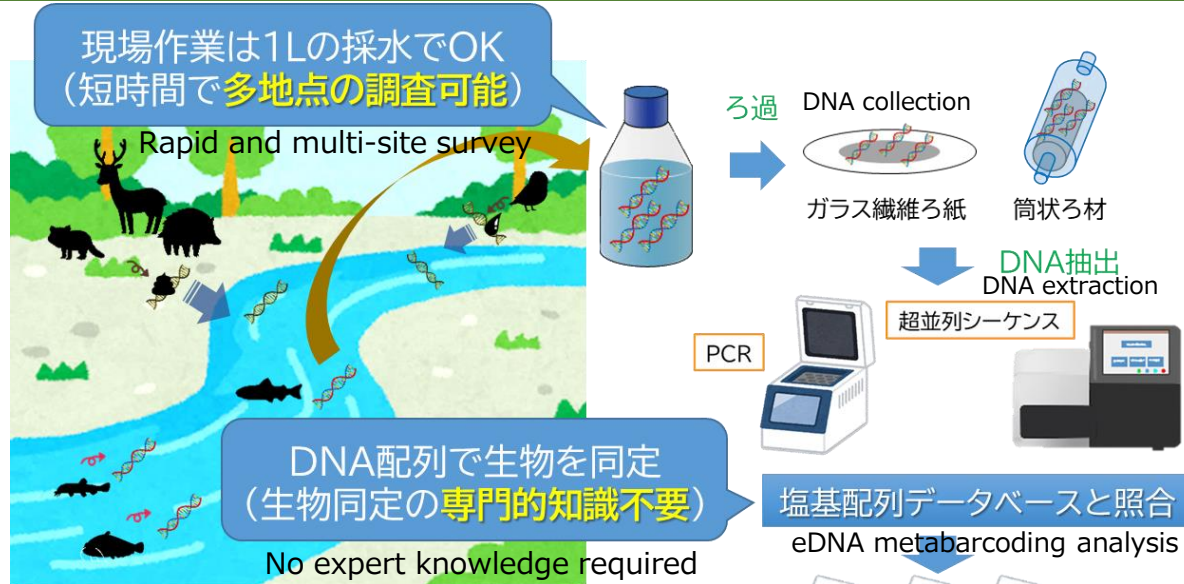 現場作業は1Lの採水でOK
(短時間で多地点の調査可能)
Rapid and multi-site survey
ろ過
DNA collection
ガラス繊維ろ紙
筒状ろ材
DNA抽出
DNA extraction
超並列シーケンス
PCR
DNA配列で生物を同定
(生物同定の専門的知識不要)
No expert knowledge required
塩基配列データベースと照合
eDNA metabarcoding analysis